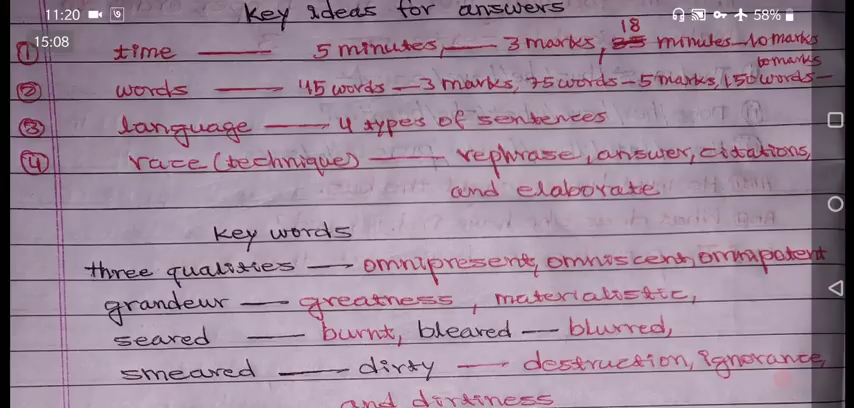 11:20 58%
15:08
Key ideas for answers
① time — 5 minutes, — 3 marks, 18 minutes - 10 marks
② words — 45 words - 3 marks, 75 words - 5 marks, 150 words - 10 marks
③ language — 4 types of sentences
④ race (technique) — rephrase, answer, citations,
and elaborate
Key words
three qualities — omnipresent, omniscent, omnipotent
grandeur — greatness, materialistic,
seared — burnt, bleared — blurred,
smeared — dirty — destruction, ignorance,
and dirtiness